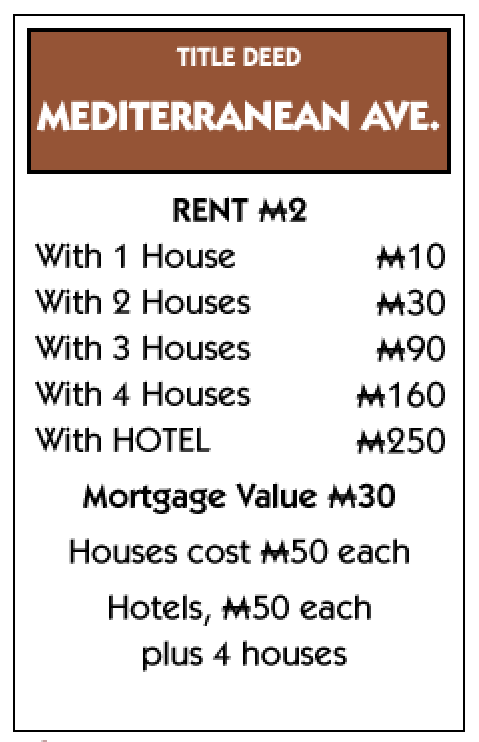 TITLE DEED
MEDITERRANEAN AVE.
RENT M2
With 1 House M10
With 2 Houses M30
With 3 Houses M90
With 4 Houses M160
With HOTEL M250
Mortgage Value M30
Houses cost M50 each
Hotels, M50 each
plus 4 houses